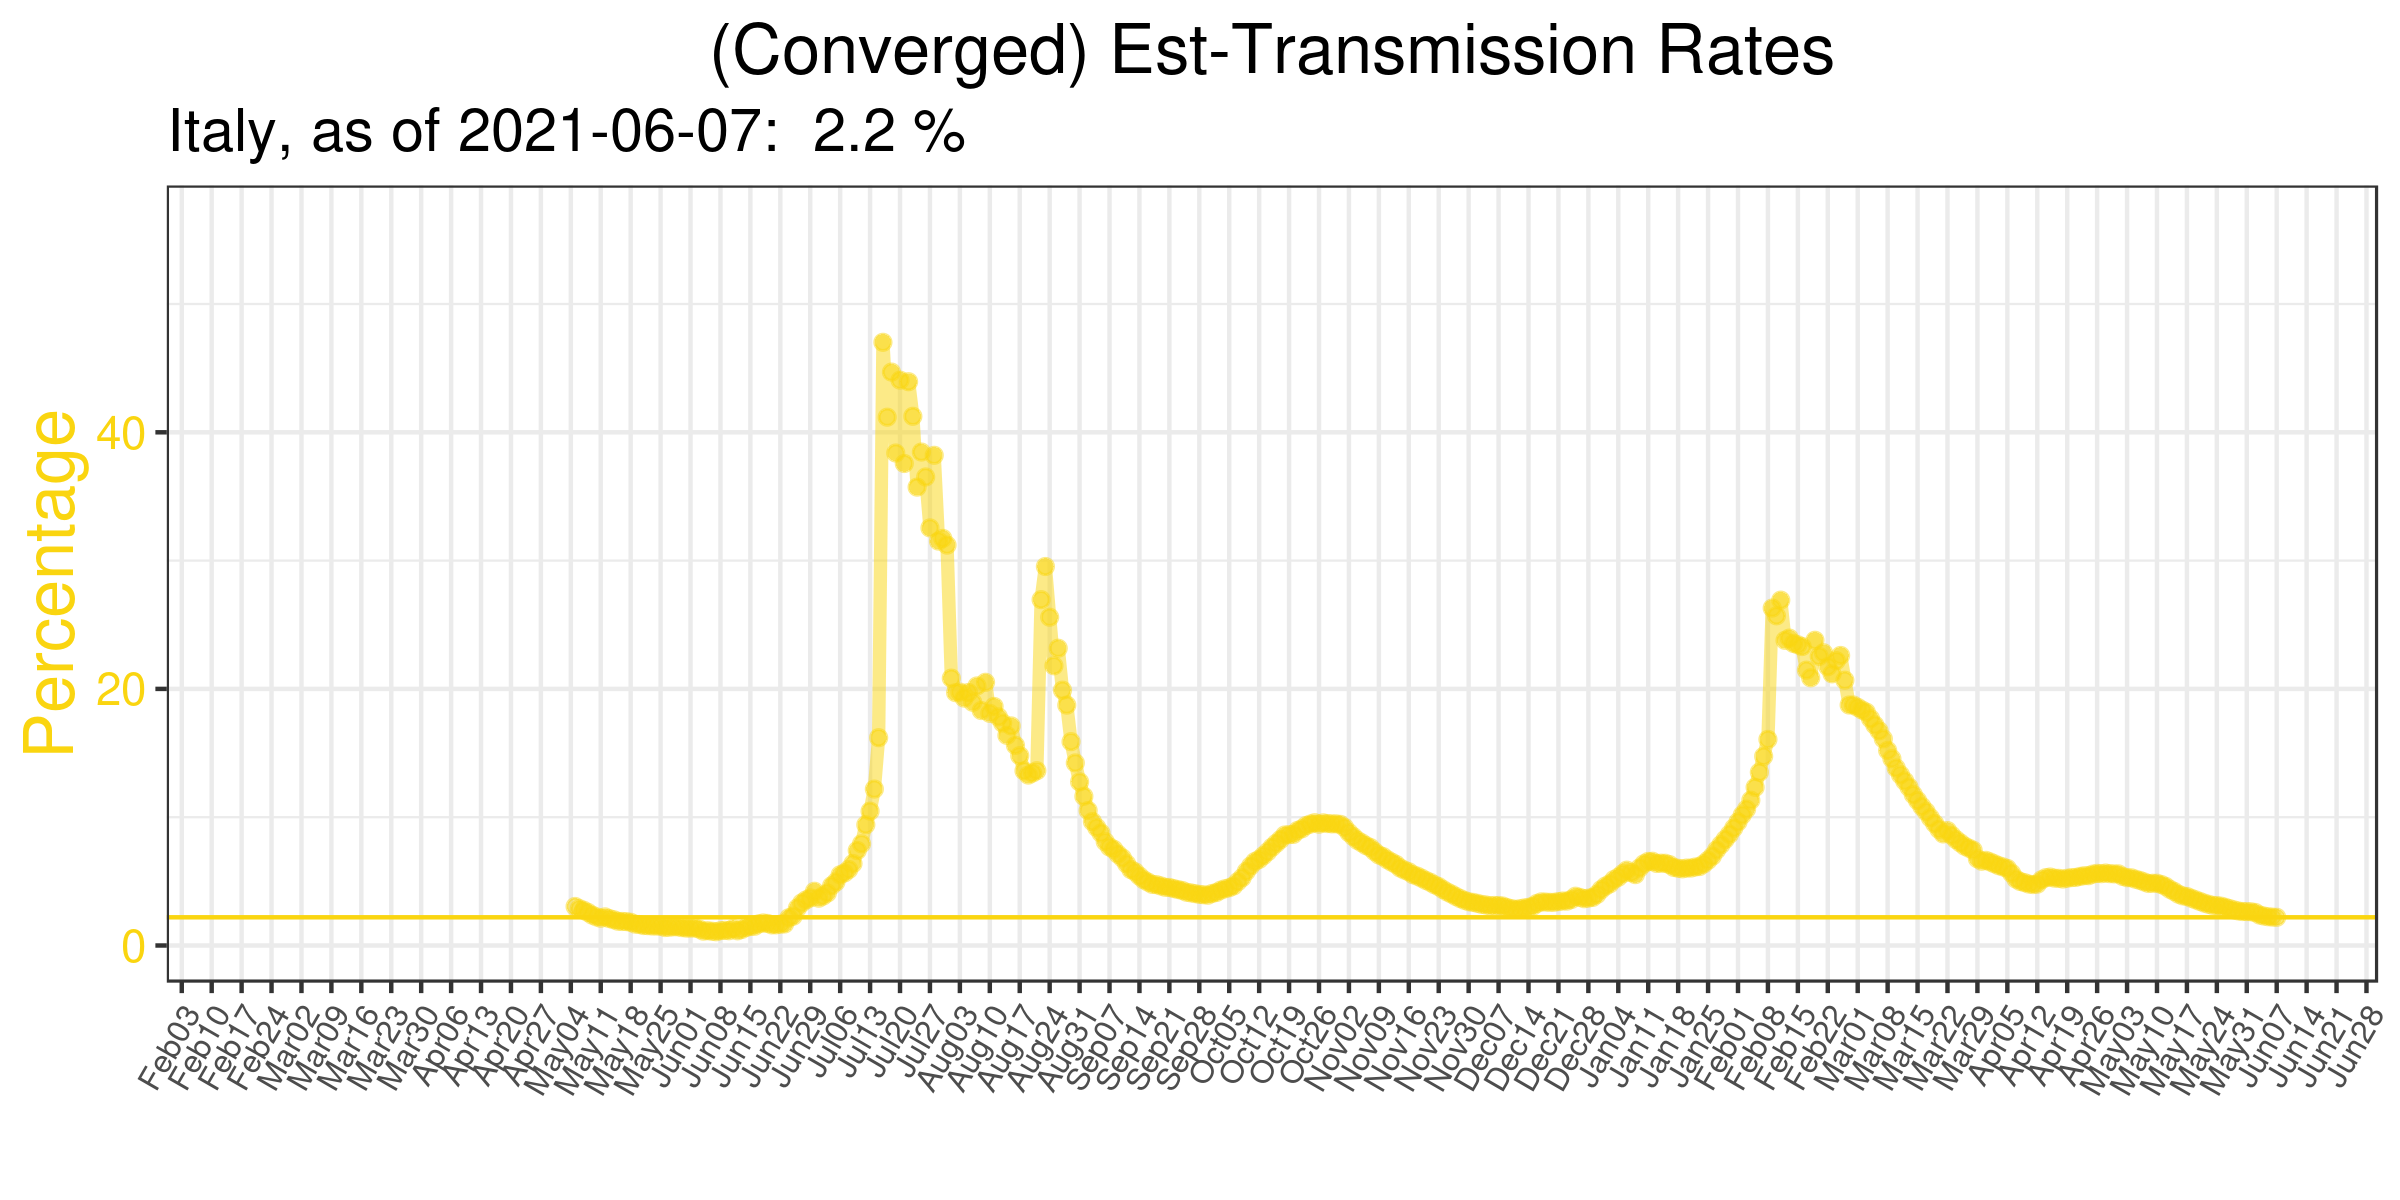 (Converged) Est-Transmission Rates
Italy, as of 2021-06-07: 2.2 %
Percentage
40
20
0
Feb03
Feb10
Feb17
Feb24
Mar02
Mar09
Mar16
Mar23
Mar30
Apr06
Apr13
Apr20
Apr27
May04
May11
May18
May25
Jun01
Jun08
Jun15
Jun22
Jun29
Jul06
Jul13
Jul20
Jul27
Aug03
Aug10
Aug17
Aug24
Aug31
Sep07
Sep14
Sep21
Sep28
Oct05
Oct12
Oct19
Oct26
Nov02
Nov09
Nov16
Nov23
Nov30
Dec07
Dec14
Dec21
Dec28
Jan04
Jan11
Jan18
Jan25
Feb01
Feb08
Feb15
Feb22
Mar01
Mar08
Mar15
Mar22
Mar29
Apr05
Apr12
Apr19
Apr26
May03
May10
May17
May24
May31
Jun07
Jun14
Jun21
Jun28